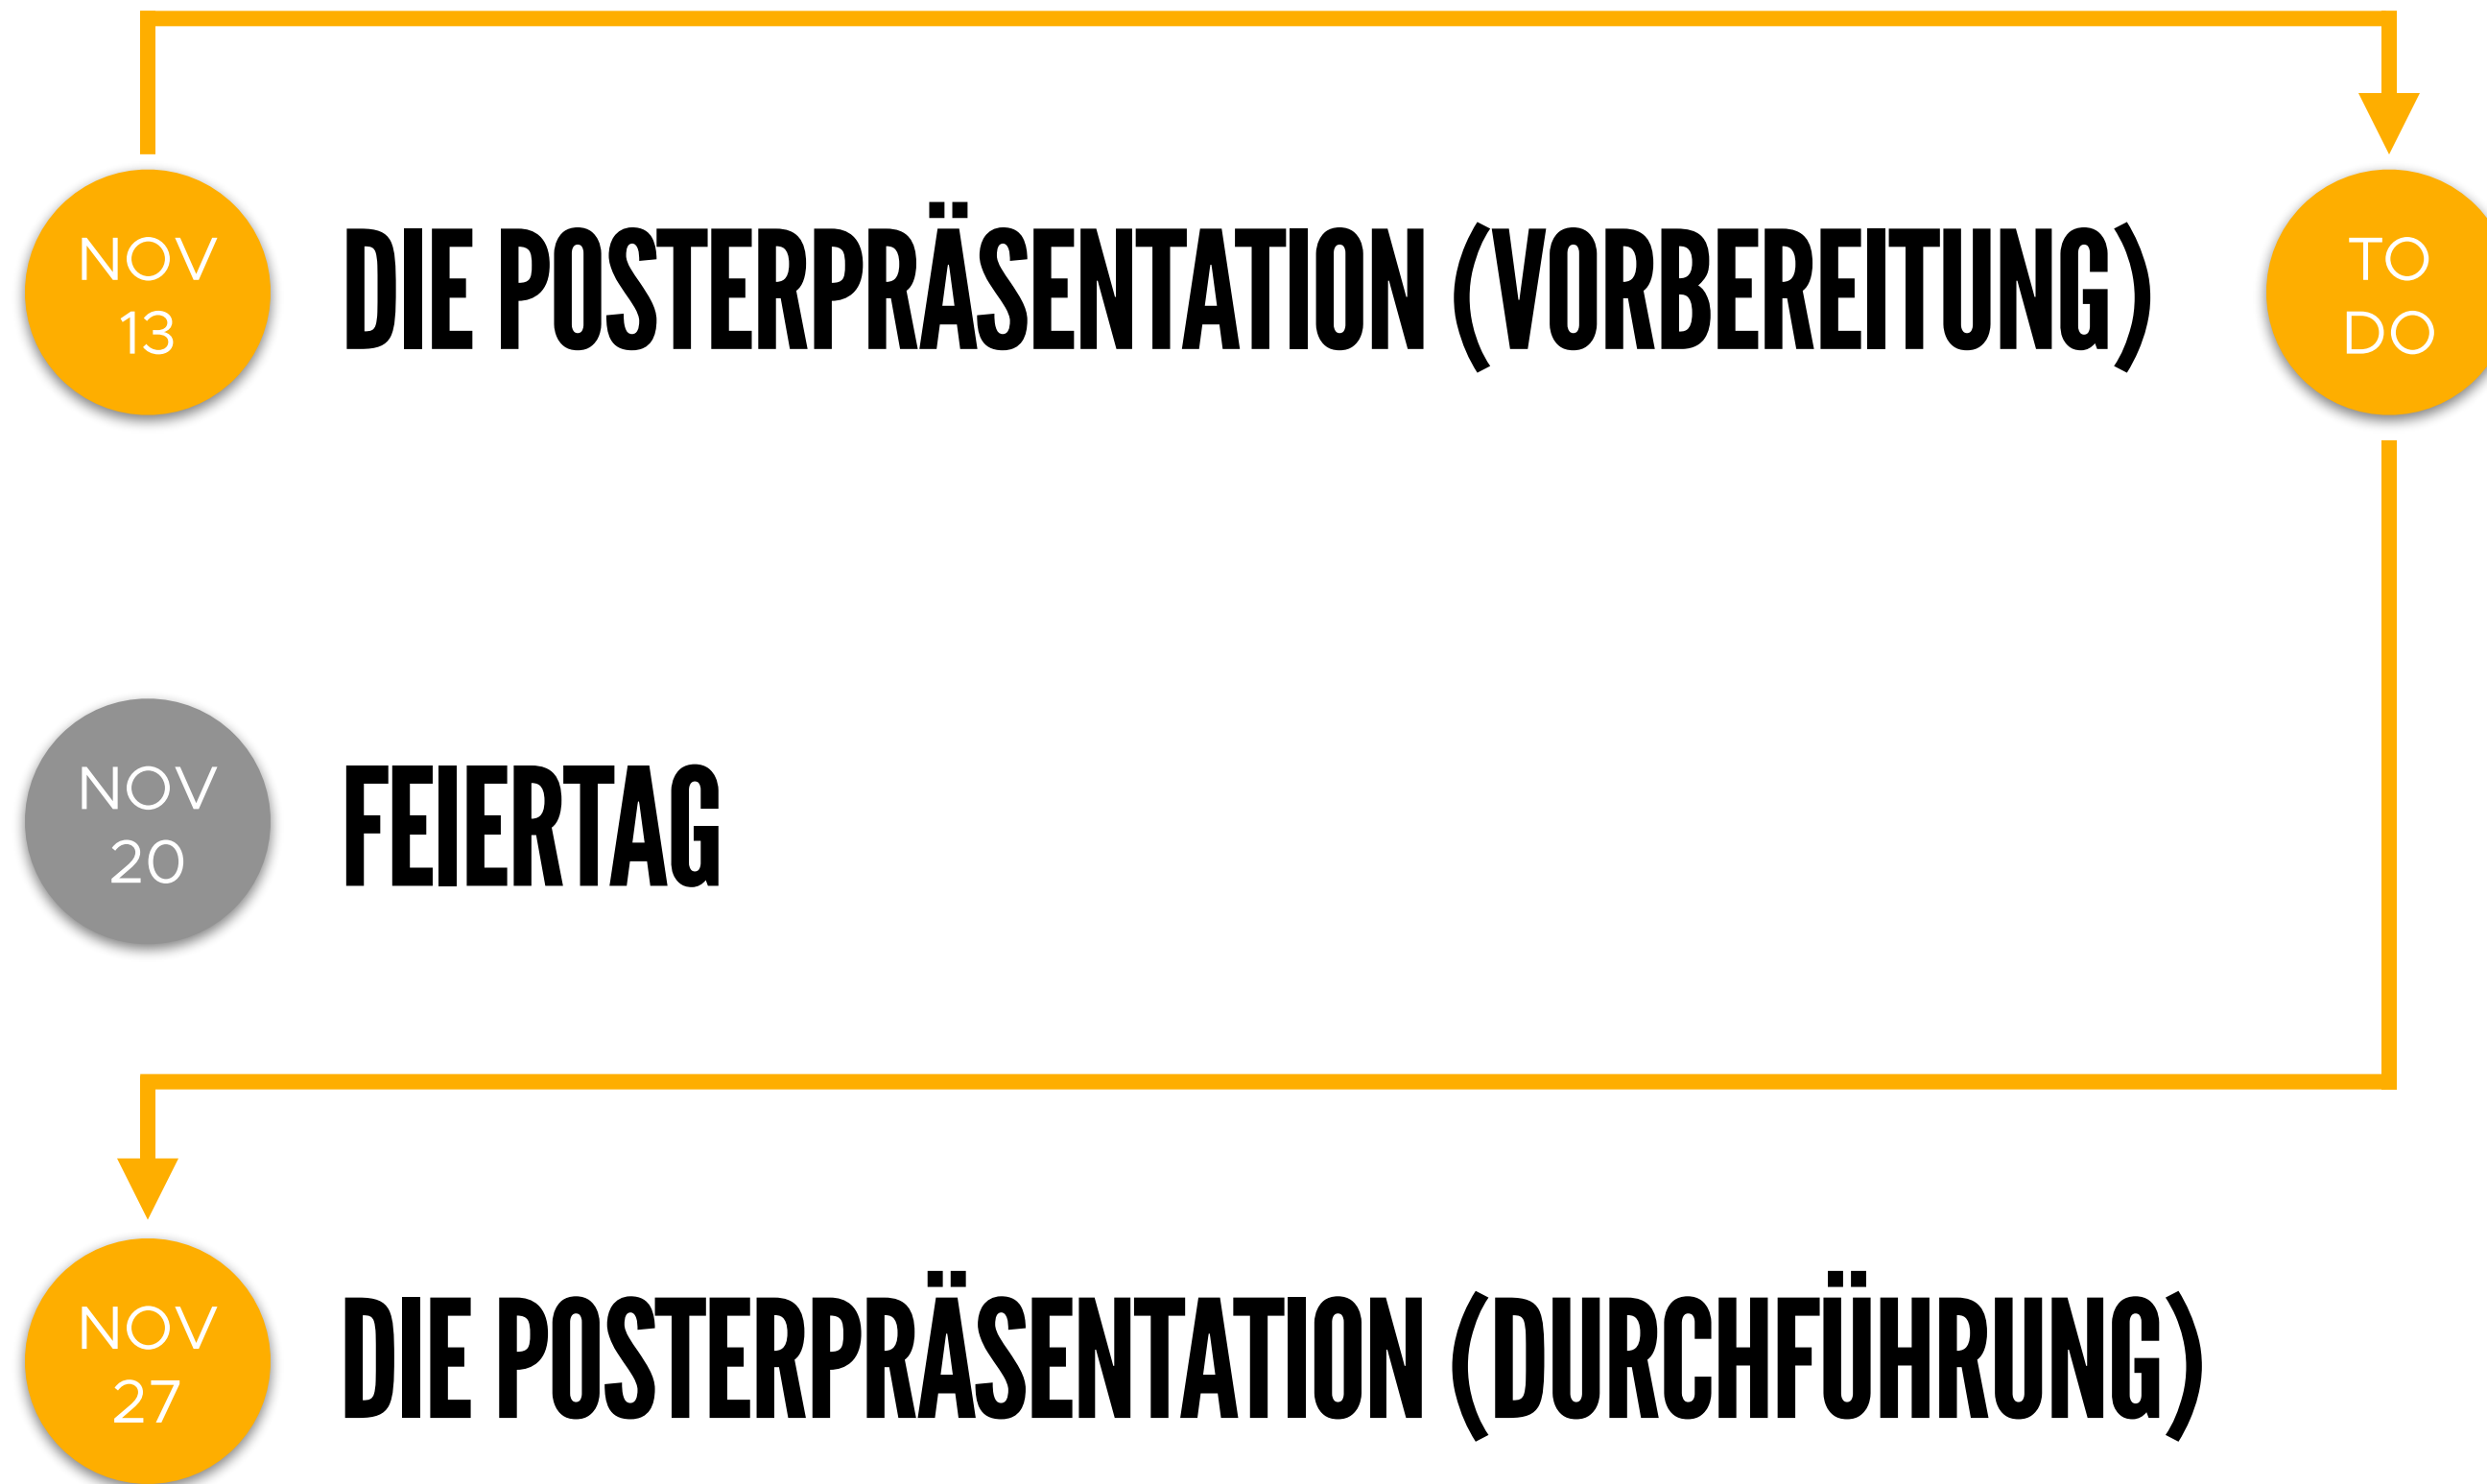 NOV
13
DIE POSTERPRÄSENTATION (VORBEREITUNG)
TO
DO
NOV
20
FEIERTAG
NOV
27
DIE POSTERPRÄSENTATION (DURCHFÜHRUNG)